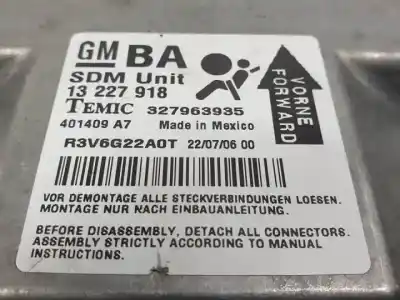 GM BA
SDM Unit
13 227 918
TEMIC 327963935
401409 A7 Made in Mexico
R3V6G22A0T 22/07/06 00
VORNE
FORWARD
VOR DEMONTAGE ALLE STECKVERBINDUNGEN LOESEN.
MONTAGE NUR NACH EINBAUANLEITUNG.
BEFORE DISASSEMBLY, DETACH ALL CONNECTORS.
ASSEMBLY STRICTLY ACCORDING TO MANUAL
INSTRUCTIONS.